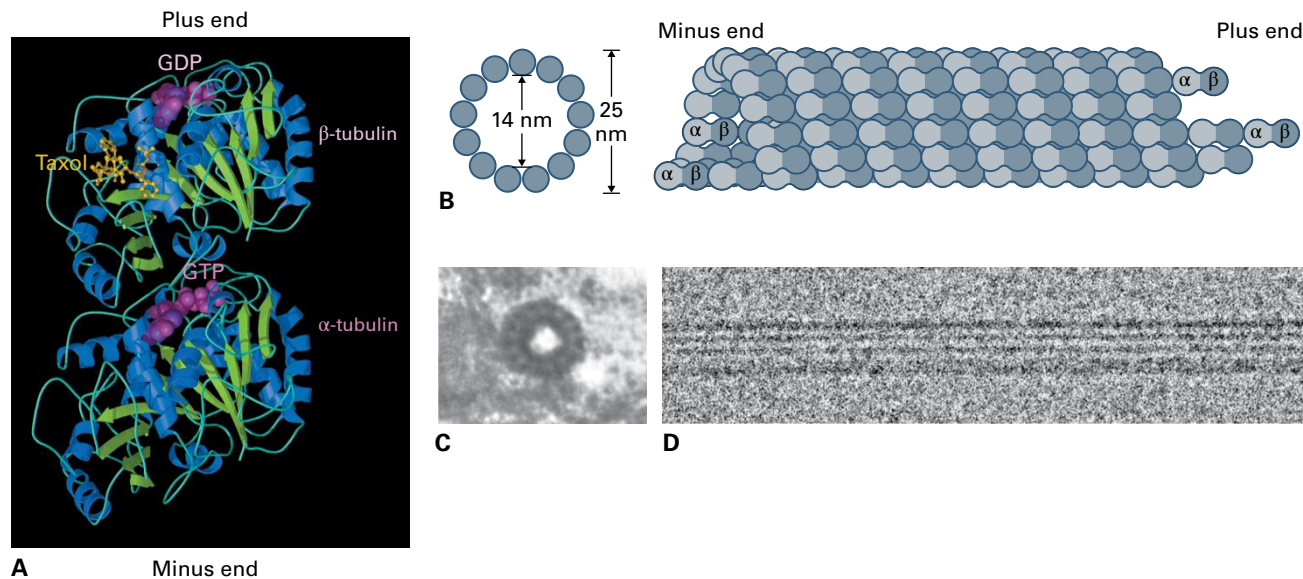 Plus end
GDP
β-tubulin
Taxol
GTP
α-tubulin
A
Minus end
14 nm
25
nm
B
Minus end
Plus end
α β
α β
α β
α β
C
D